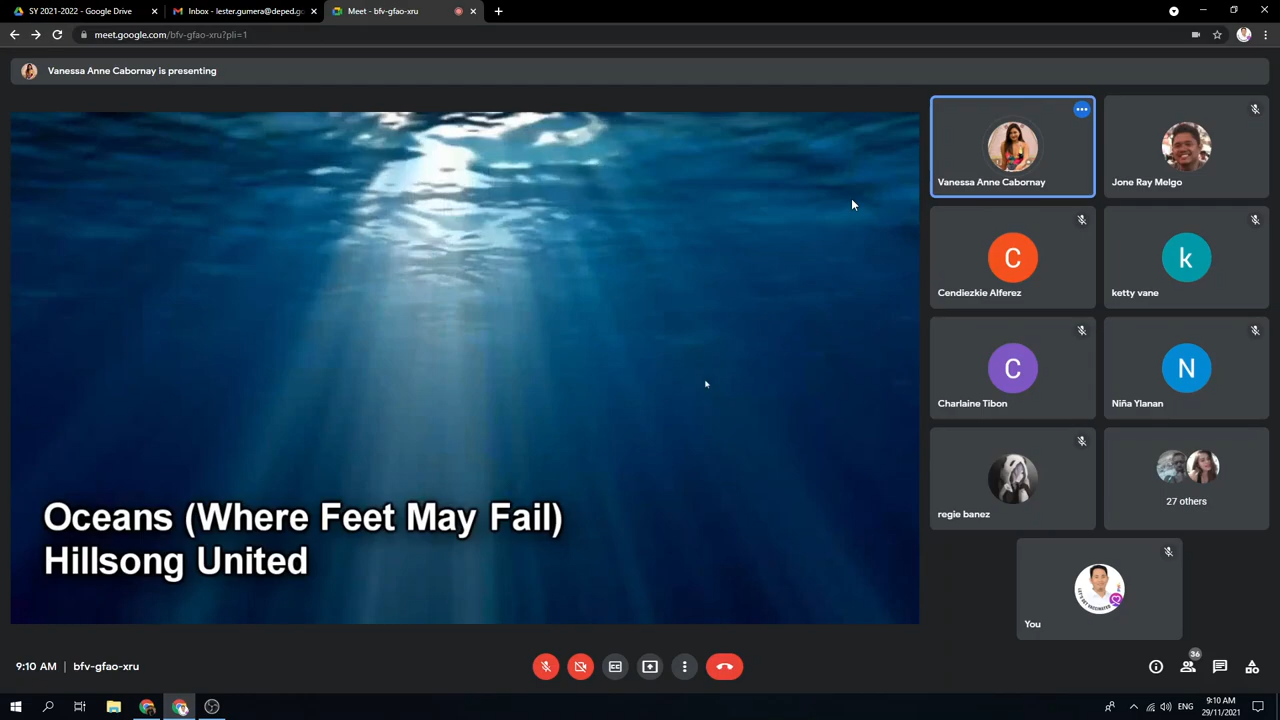 SY 2021-2022 - Google Drive
Inbox - lester.gumera@deped.go
Meet - bfv-gfao-xru
meet.google.com/bfv-gfao-xru?pli=1
Vanessa Anne Cabornay is presenting
Vanessa Anne Cabornay
Jone Ray Melgo
C
Cendiezkie Alferez
k
ketty vane
C
Charlaine Tibon
N
Niña Ylanan
regie banez
27 others
You
Oceans (Where Feet May Fail)
Hillsong United
9:10 AM | bfv-gfao-xru
36
ENG
9:10 AM
29/11/2021